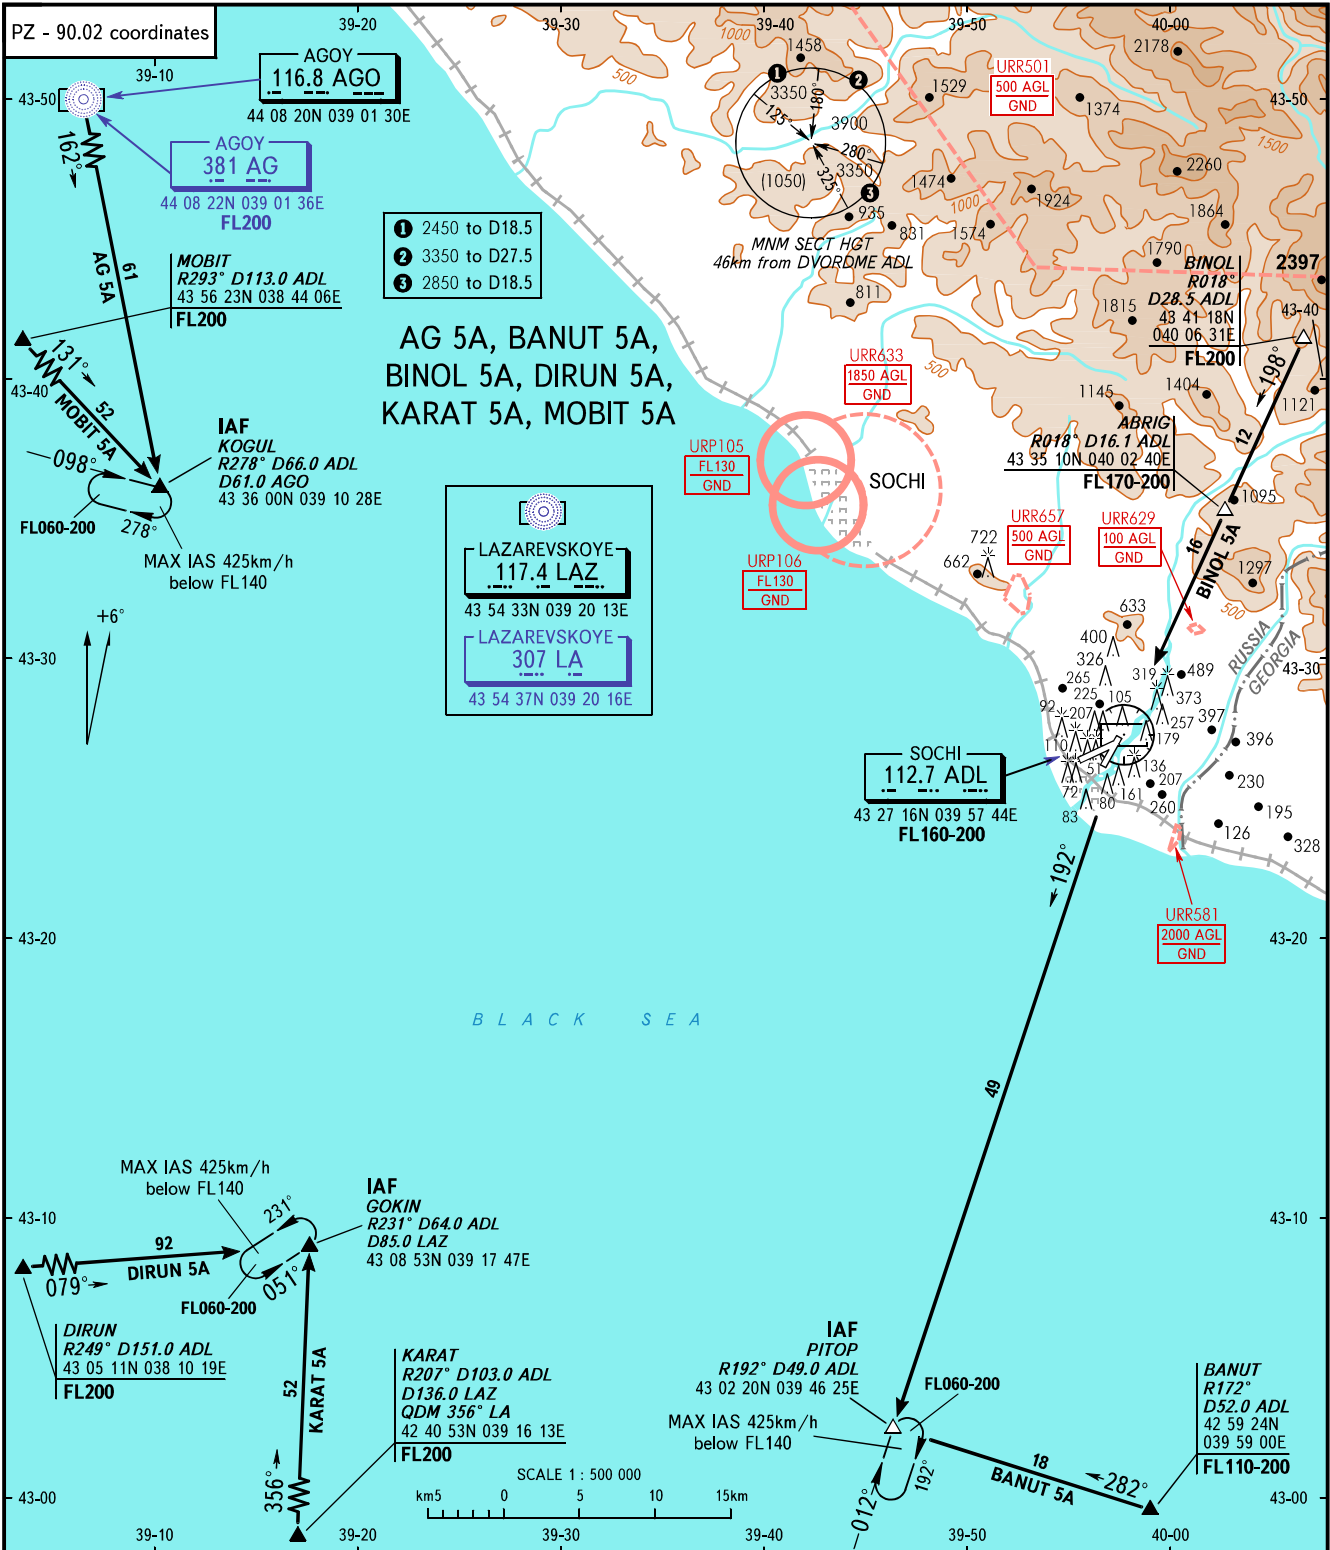 PZ - 90.02 coordinates
39-20
39-30
39-40
39-50
40-00
39-10
43-50
AGOY
116.8 AGO
44 08 20N 039 01 30E
AGOY
381 AG
44 08 22N 039 01 36E
FL200
162°
61
AG 5A
MOBIT
R293° D113.0 ADL
43 56 23N 038 44 06E
FL200
131°
52
MOBIT 5A
43-40
1 2450 to D18.5
2 3350 to D27.5
3 2850 to D18.5
AG 5A, BANUT 5A,
BINOL 5A, DIRUN 5A,
KARAT 5A, MOBIT 5A
IAF
KOGUL
R278° D66.0 ADL
D61.0 AGO
43 36 00N 039 10 28E
098°
278°
FL060-200
MAX IAS 425km/h
below FL140
+6°
43-30
LAZAREVSKOYE
117.4 LAZ
43 54 33N 039 20 13E
LAZAREVSKOYE
307 LA
43 54 37N 039 20 16E
1000
500
1458
1
2
3
3350
180°
125°
3900
280°
3350
325°
(1050)
935
831
MNM SECT HGT
46km from DVORDME ADL
811
1529
URR501
500 AGL
GND
1374
2178
43-50
1500
2260
1474
1000
1924
1574
1864
1790
2397
BINOL
R018°
D28.5 ADL
43 41 18N
040 06 31E
FL200
43-40
1815
198°
12
1121
500
1145
1404
URR633
1850 AGL
GND
ABRIG
R018° D16.1 ADL
43 35 10N 040 02 40E
FL170-200
URP105
FL130
GND
SOCHI
1095
URR657
500 AGL
GND
URR629
100 AGL
GND
16
BINOL 5A
URP106
FL130
GND
722
662
1297
500
633
RUSSIA
GEORGIA
43-30
400
326
319
489
265
225
105
373
92
207
257
397
179
396
110
51
136
72
161
207
230
80
260
83
195
126
328
SOCHI
112.7 ADL
43 27 16N 039 57 44E
FL160-200
192°
49
URR581
2000 AGL
GND
43-20
43-20
BLACK SEA
MAX IAS 425km/h
below FL140
IAF
GOKIN
R231° D64.0 ADL
D85.0 LAZ
43 08 53N 039 17 47E
231°
051°
FL060-200
43-10
43-10
92
DIRUN 5A
079°
DIRUN
R249° D151.0 ADL
43 05 11N 038 10 19E
FL200
52
KARAT 5A
356°
KARAT
R207° D103.0 ADL
D136.0 LAZ
QDM 356° LA
42 40 53N 039 16 13E
FL200
IAF
PITOP
R192° D49.0 ADL
43 02 20N 039 46 25E
FL060-200
MAX IAS 425km/h
below FL140
192°
012°
18
BANUT 5A
282°
BANUT
R172°
D52.0 ADL
42 59 24N
039 59 00E
FL110-200
SCALE 1 : 500 000
km5 0 5 10 15km
43-00
43-00
39-10
39-20
39-30
39-40
39-50
40-00